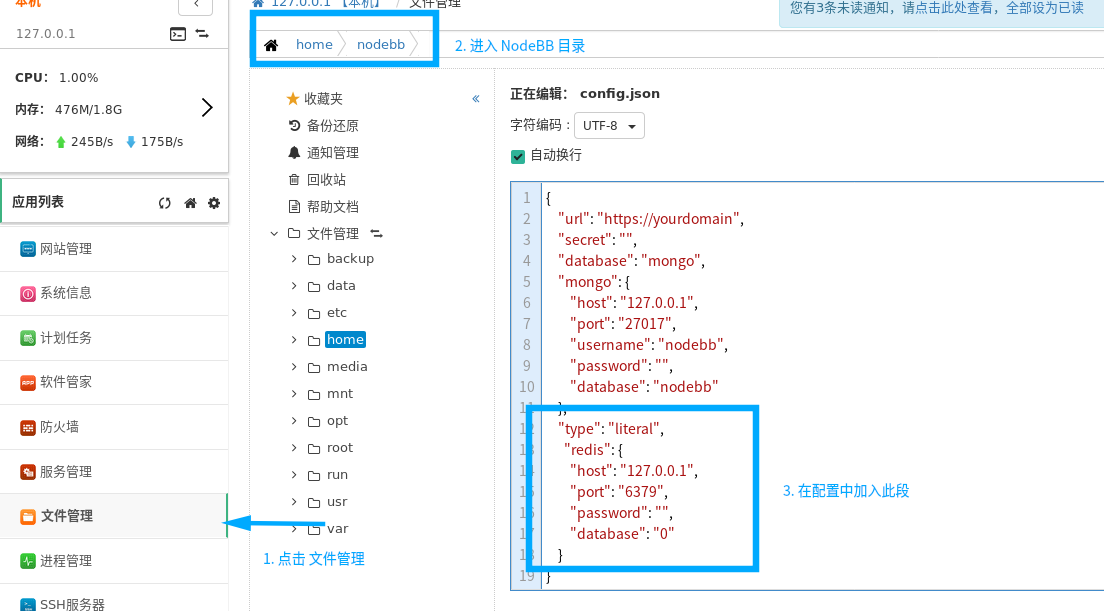 本机
127.0.0.1
CPU: 1.00%
内存: 476M/1.8G
网络: 245B/s 175B/s
应用列表
网站管理
系统信息
计划任务
软件管家
防火墙
服务管理
文件管理
进程管理
SSH服务器
127.0.0.1 【本机】 / 文件管理
您有3条未读通知，请点击此处查看，全部设为已读
home nodebb
2. 进入 NodeBB 目录
收藏夹 «
备份还原
通知管理
回收站
帮助文档
文件管理
backup
data
etc
home
media
mnt
opt
root
run
usr
var
1. 点击 文件管理
正在编辑: config.json
字符编码 : UTF-8
自动换行
1 {
2 "url": "https://yourdomain",
3 "secret": "",
4 "database": "mongo",
5 "mongo": {
6 "host": "127.0.0.1",
7 "port": "27017",
8 "username": "nodebb",
9 "password": "",
10 "database": "nodebb"
11 },
12 "type": "literal",
13 "redis": {
14 "host": "127.0.0.1",
15 "port": "6379",
16 "password": "",
17 "database": "0"
18 }
19 }
3. 在配置中加入此段